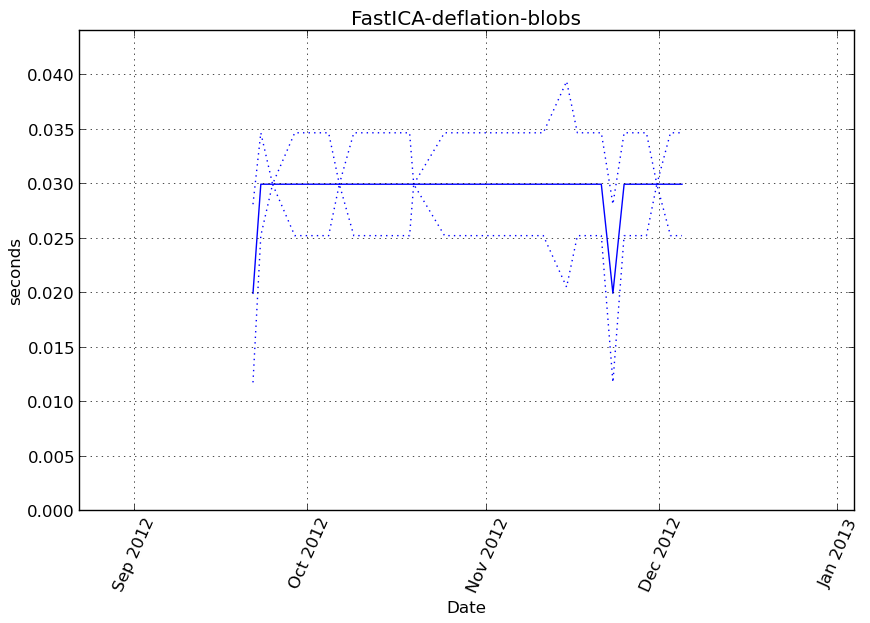 FastICA-deflation-blobs
0.040
0.035
0.030
0.025
0.020
0.015
0.010
0.005
0.000
seconds
Sep 2012
Oct 2012
Nov 2012
Dec 2012
Jan 2013
Date